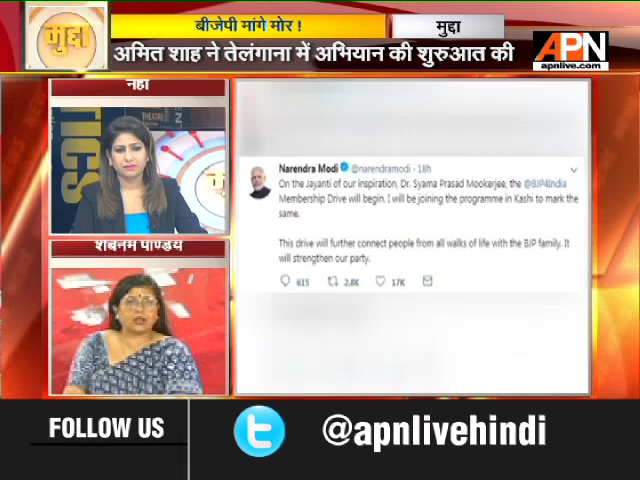 मुद्दा
बीजेपी मांगे मोर !
मुद्दा
अमित शाह ने तेलंगाना में अभियान की शुरुआत की
APN
apnlive.com
नहीं
THEATRE
TICS
शबनम पाण्डेय
Narendra Modi @narendramodi · 18h
On the Jayanti of our inspiration, Dr. Syama Prasad Mookerjee, the @BJP4India
Membership Drive will begin. I will be joining the programme in Kashi to mark the
same.
This drive will further connect people from all walks of life with the BJP family. It
will strengthen our party.
615 2.8K 17K
FOLLOW US
@apnlivehindi